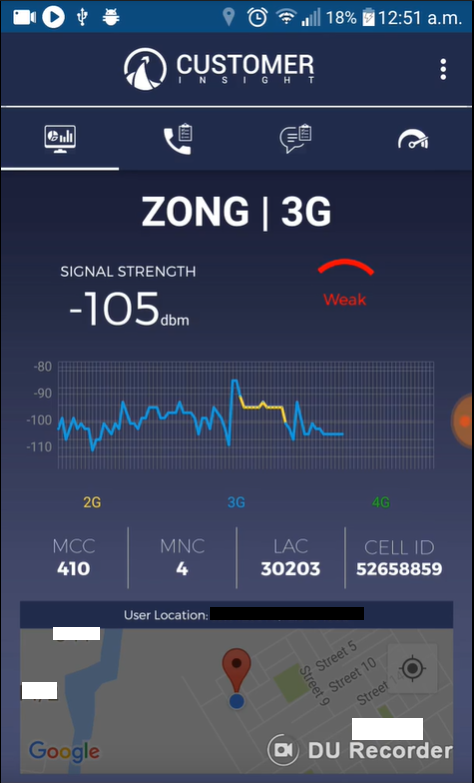 18% 12:51 a.m.
CUSTOMER
INSIGHT
ZONG | 3G
SIGNAL STRENGTH
-105dbm
Weak
-80
-90
-100
-110
2G 3G 4G
MCC MNC LAC CELL ID
410 4 30203 52658859
User Location:
Street 5
Street 10
Street 9
Google
DU Recorder